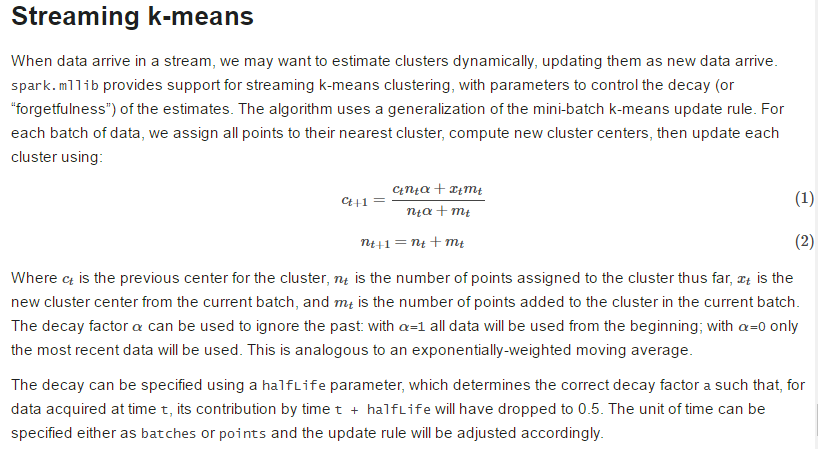 Streaming k-means
When data arrive in a stream, we may want to estimate clusters dynamically, updating them as new data arrive.
spark.mllib provides support for streaming k-means clustering, with parameters to control the decay (or
“forgetfulness”) of the estimates. The algorithm uses a generalization of the mini-batch k-means update rule. For
each batch of data, we assign all points to their nearest cluster, compute new cluster centers, then update each
cluster using:
c_{t+1} = \frac{c_t n_t α + x_t m_t}{n_t α + m_t} (1)
n_{t+1} = n_t + m_t (2)
Where c_t is the previous center for the cluster, n_t is the number of points assigned to the cluster thus far, x_t is the
new cluster center from the current batch, and m_t is the number of points added to the cluster in the current batch.
The decay factor α can be used to ignore the past: with α=1 all data will be used from the beginning; with α=0 only
the most recent data will be used. This is analogous to an exponentially-weighted moving average.
The decay can be specified using a halfLife parameter, which determines the correct decay factor a such that, for
data acquired at time t, its contribution by time t + halfLife will have dropped to 0.5. The unit of time can be
specified either as batches or points and the update rule will be adjusted accordingly.